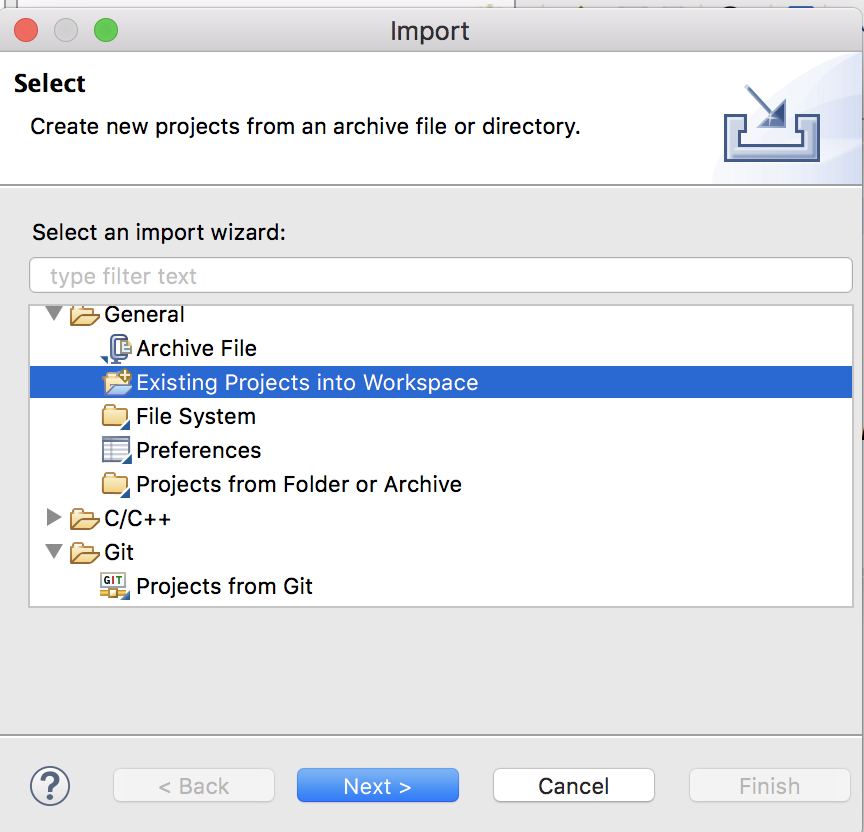 Import
Select
Create new projects from an archive file or directory.
Select an import wizard:
type filter text
General
Archive File
Existing Projects into Workspace
File System
Preferences
Projects from Folder or Archive
C/C++
Git
GIT
Projects from Git
?
< Back
Next >
Cancel
Finish